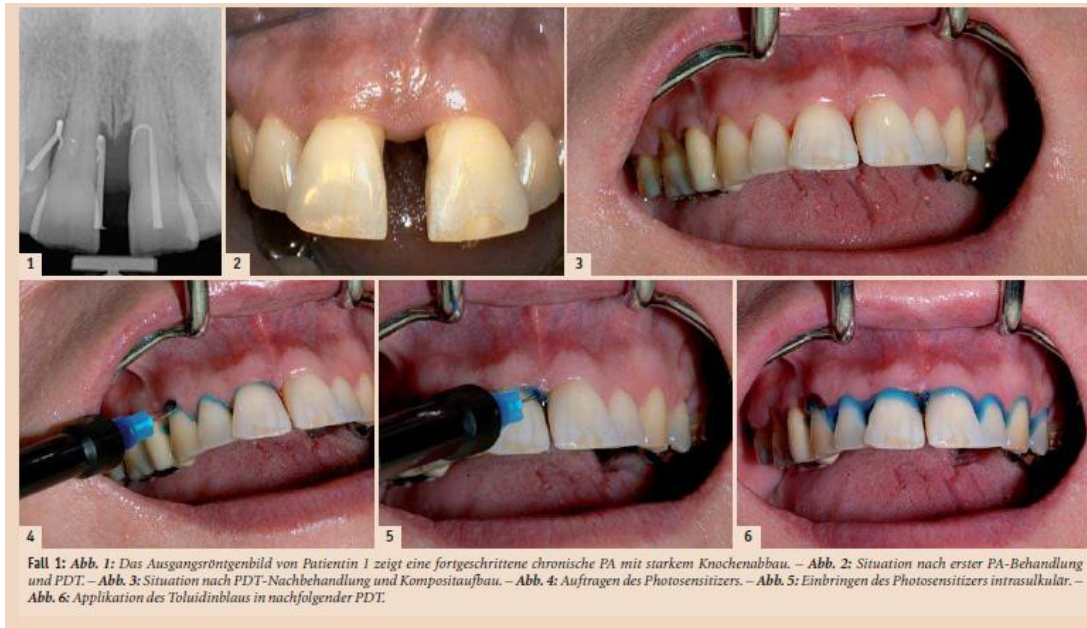 1
2
3
4
5
6
Fall 1: Abb. 1: Das Ausgangsröntgenbild von Patientin 1 zeigt eine fortgeschrittene chronische PA mit starkem Knochenabbau. – Abb. 2: Situation nach erster PA-Behandlung
und PDT. – Abb. 3: Situation nach PDT-Nachbehandlung und Kompositaufbau. – Abb. 4: Auftragen des Photosensitizers. – Abb. 5: Einbringen des Photosensitizers intrasulkulär. –
Abb. 6: Applikation des Toluidinblaus in nachfolgender PDT.